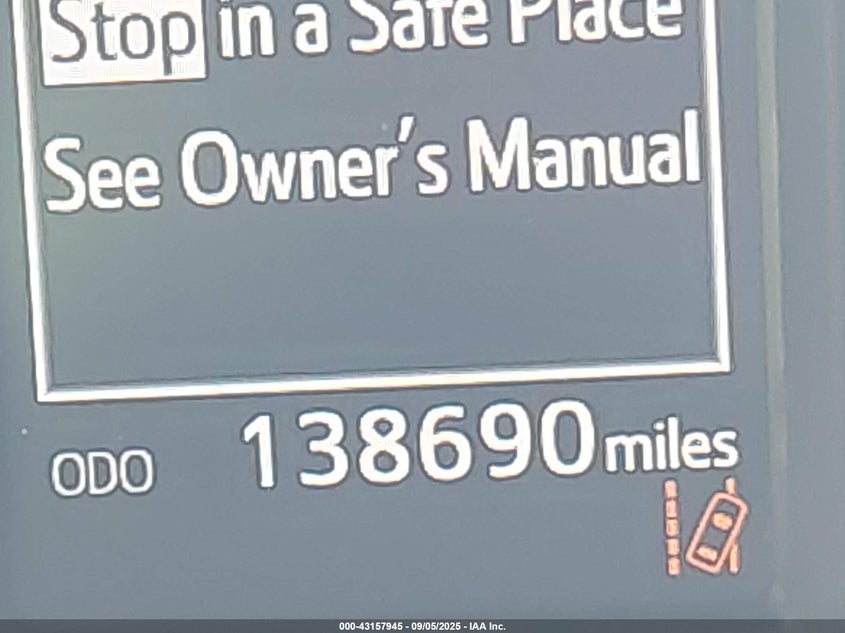 Stop in a Safe Place
See Owner's Manual
ODO 138690 miles
000-43157945 - 09/05/2025 - IAA Inc.